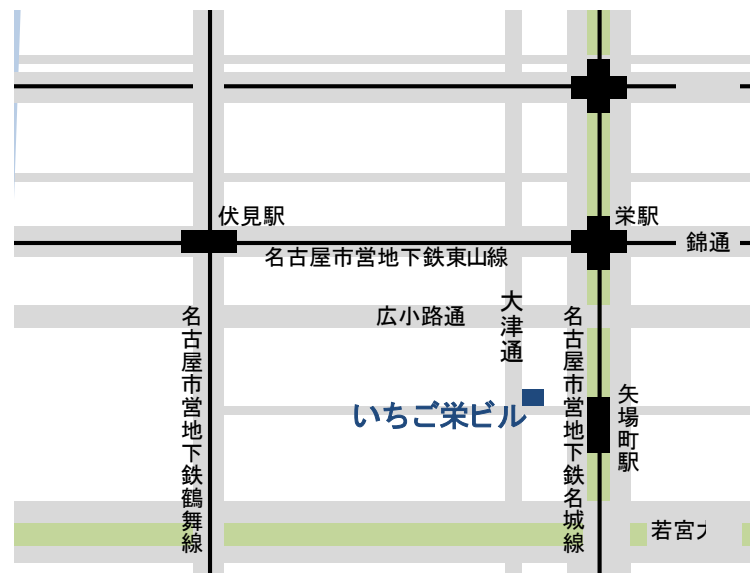 伏見駅
栄駅
錦通
名古屋市営地下鉄東山線
大津通
広小路通
名古屋市営地下鉄鶴舞線
名古屋市営地下鉄名城線
いちご栄ビル
矢場町駅
若宮